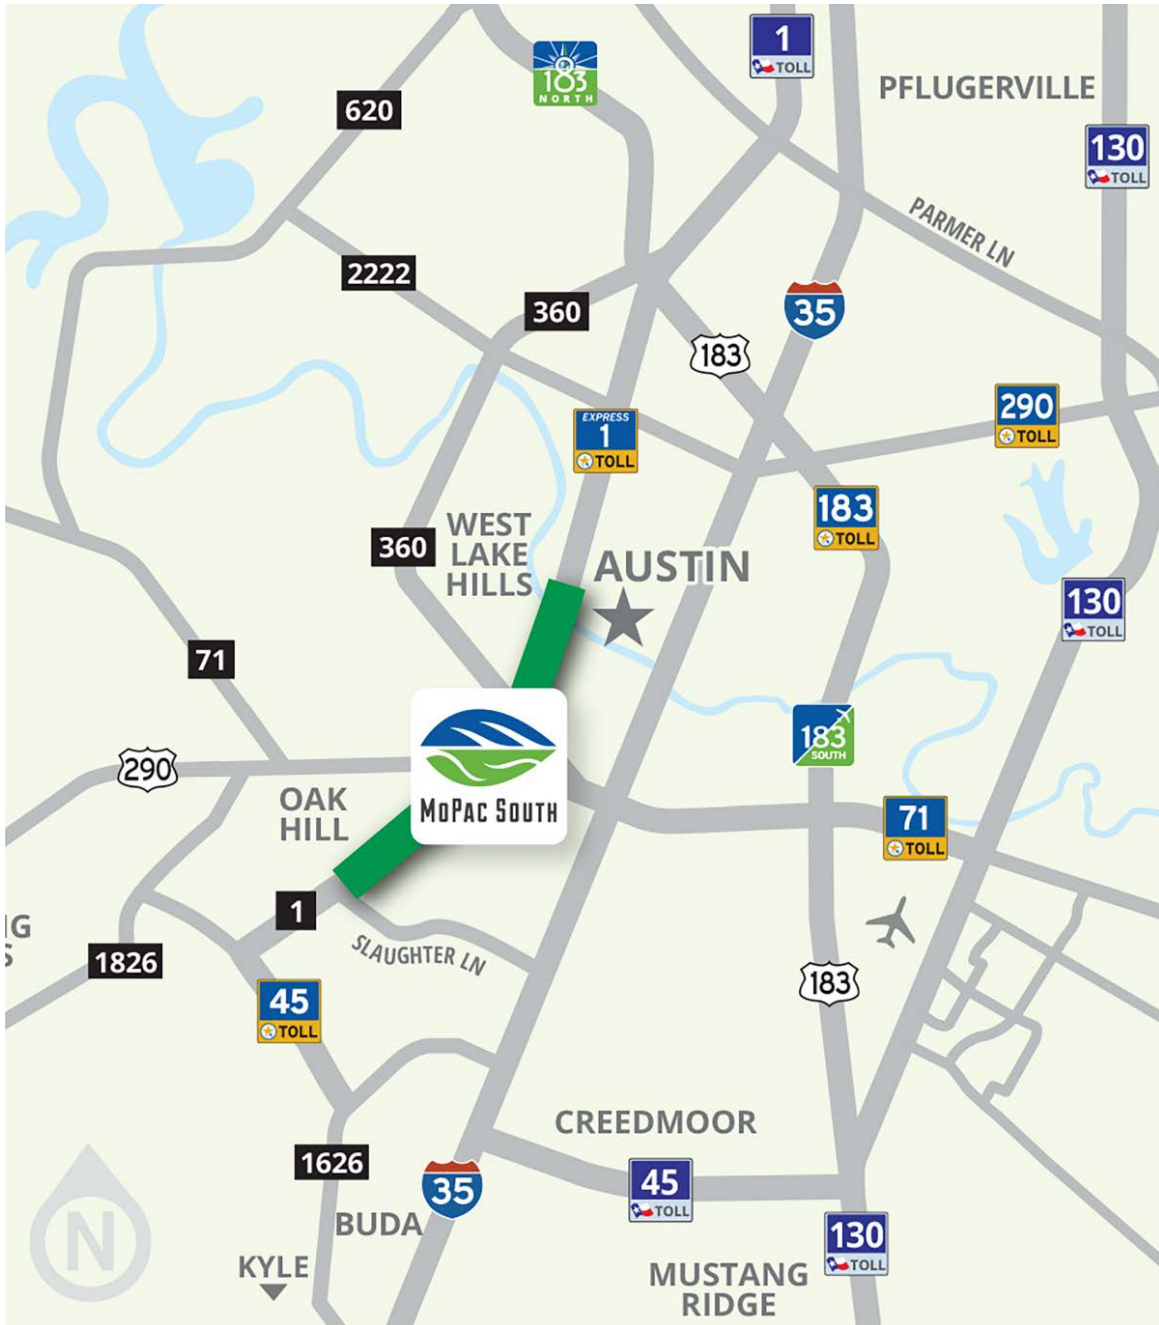 1
TOLL
183
NORTH
PFLUGERVILLE
620
130
TOLL
PARMER LN
2222
360
35
183
EXPRESS
1
TOLL
290
TOLL
183
TOLL
WEST
LAKE
HILLS
360
AUSTIN
130
TOLL
71
183
SOUTH
290
OAK
HILL
MOPAC SOUTH
71
TOLL
1
SLAUGHTER LN
1826
183
45
TOLL
CREEDMOOR
1626
35
45
TOLL
BUDA
130
TOLL
N
KYLE
MUSTANG
RIDGE